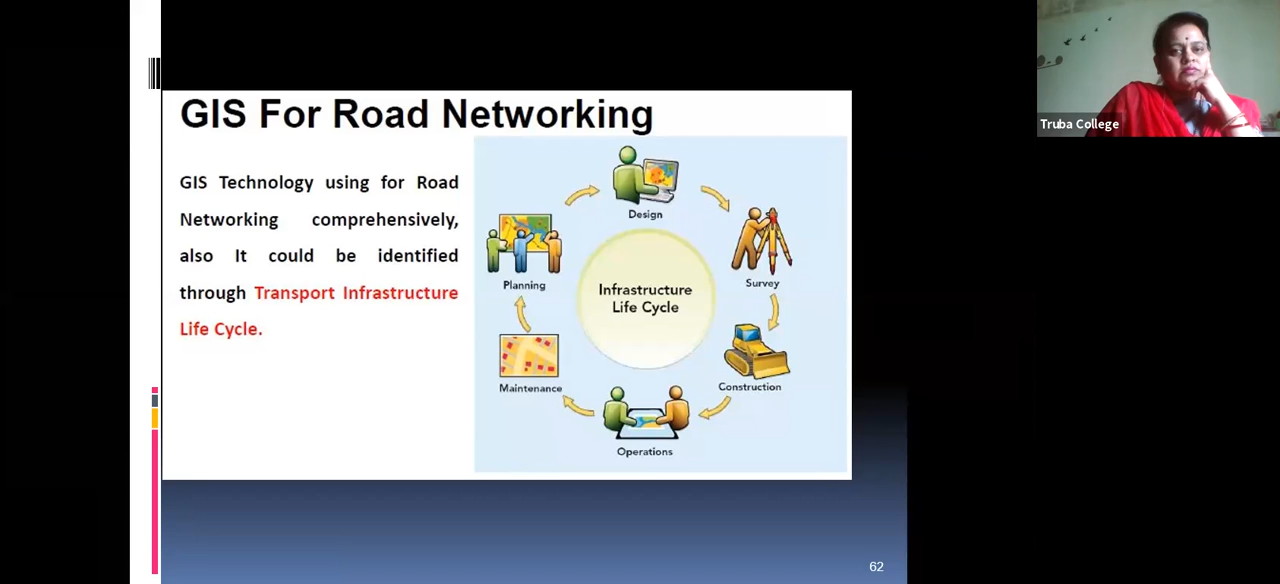 GIS For Road Networking
GIS Technology using for Road
Networking comprehensively,
also It could be identified
through Transport Infrastructure
Life Cycle.
Design
Survey
Construction
Operations
Maintenance
Planning
Infrastructure
Life Cycle
Truba College
62